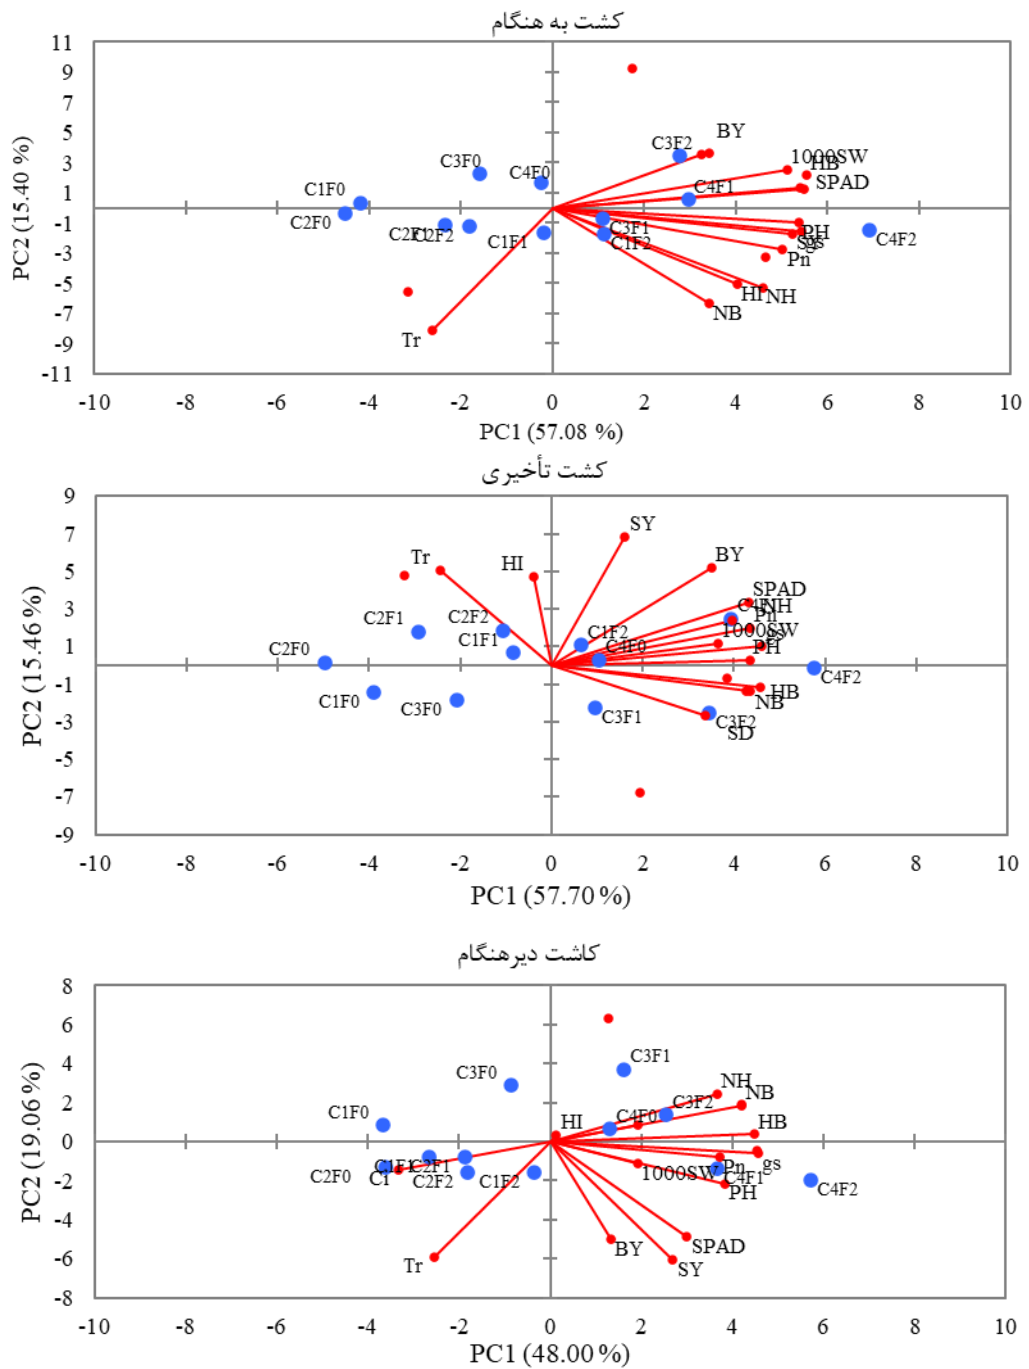 کشت به هنگام
11
9
7
5
3
1
-1
-3
-5
-7
-9
-11
PC2 (15.40 %)
BY
C3F2
1000SW
HB
SPAD
C3F0
C4F0
C4F1
C1F0
C2F0
C2F1
C2F2
C1F1
C3F1
C1F2
PH
gs
C4F2
Pn
HI
NH
NB
Tr
-10 -8 -6 -4 -2 0 2 4 6 8 10
PC1 (57.08 %)
کشت تأخیری
9
7
5
3
1
-1
-3
-5
-7
-9
PC2 (15.46 %)
SY
BY
Tr
HI
SPAD
C4F1
NH
Pn
C2F1
C2F2
C1F2
1000SW
gs
C1F1
C4F0
PH
C2F0
C4F2
C1F0
C3F0
HB
NB
C3F1
C3F2
SD
-10 -8 -6 -4 -2 0 2 4 6 8 10
PC1 (57.70 %)
کاشت دیرهنگام
8
6
4
2
0
-2
-4
-6
-8
PC2 (19.06 %)
C3F1
C3F0
NH
NB
C3F2
C1F0
HI
C4F0
HB
C1F1
C2F1
Pn
gs
C2F0
Ci
C2F2
C1F2
1000SW
C4F1
PH
C4F2
BY
SPAD
SY
Tr
-10 -8 -6 -4 -2 0 2 4 6 8 10
PC1 (48.00 %)